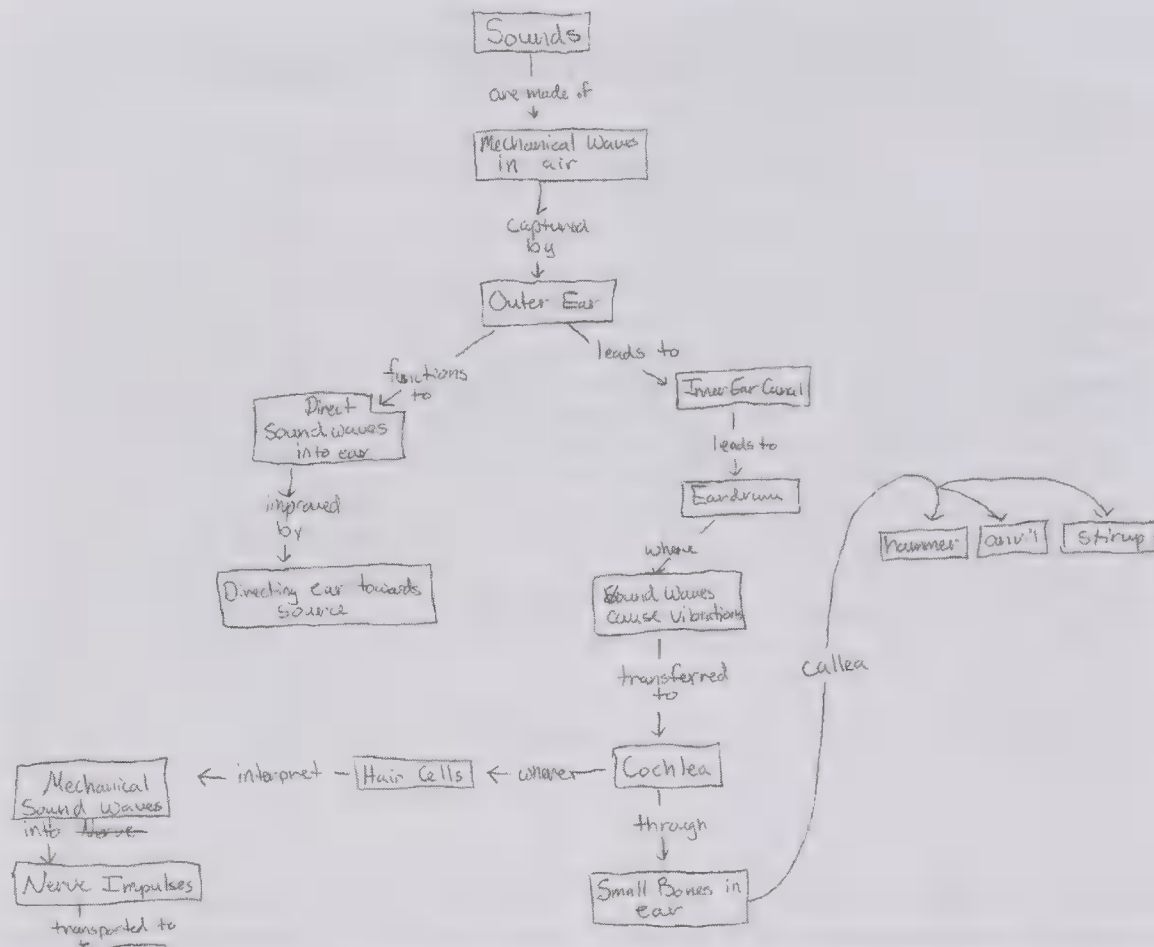 Sounds
are made of
Mechanical Waves
in air
Captured
by
Outer Ear
functions
to
Direct
Sound waves
into ear
improved
by
Directing ear towards
source
leads to
Inner Ear Canal
leads to
Eardrum
where
Sound Waves
cause vibrations
transferred
to
Cochlea
where
Hair Cells
interpret
Mechanical
Sound Waves
into Nerve
Nerve Impulses
transported to
through
Small Bones in
ear
hammer
anvil
stirup